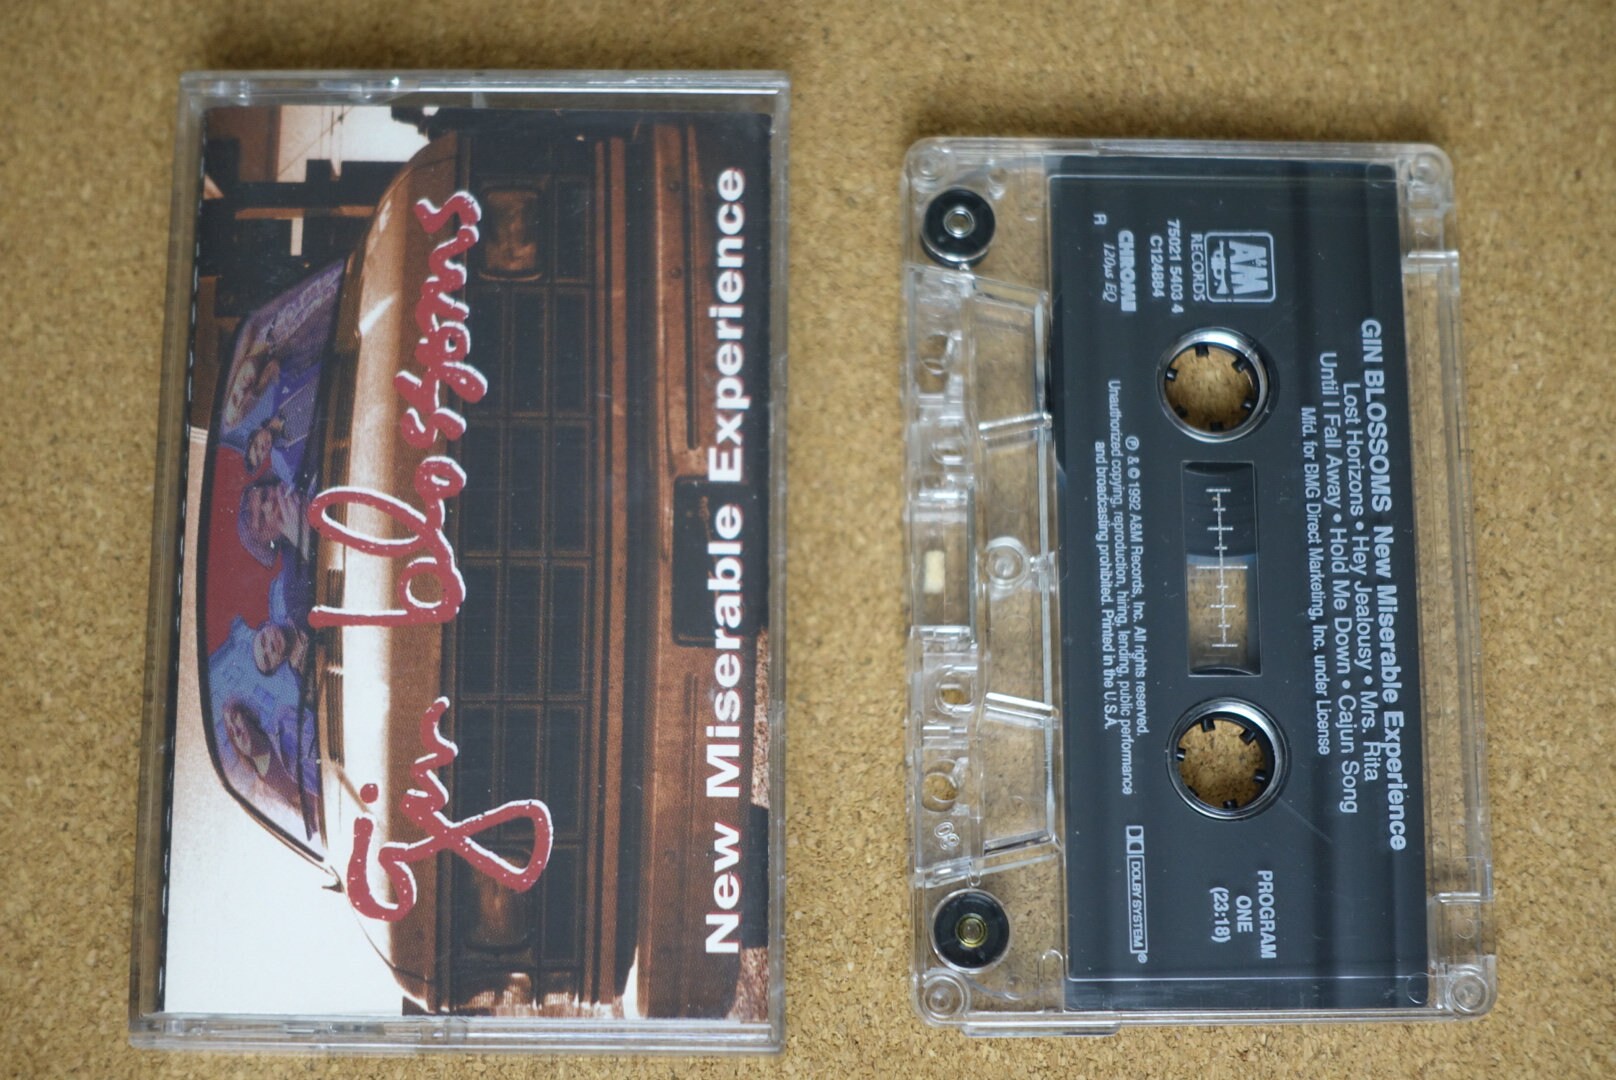 gin blossoms
New Miserable Experience
A&M
RECORDS
75021 5403 4
C124884
CHROME
120µs EQ
R
GIN BLOSSOMS New Miserable Experience
Lost Horizons • Hey Jealousy • Mrs. Rita
Until I Fall Away • Hold Me Down • Cajun Song
Mfd. for BMG Direct Marketing, Inc. under License
PROGRAM
ONE
(23:18)
℗ & © 1992 A&M Records, Inc. All rights reserved.
Unauthorized copying, reproduction, hiring, lending, public performance
and broadcasting prohibited. Printed in the U.S.A.
DOLBY SYSTEM®